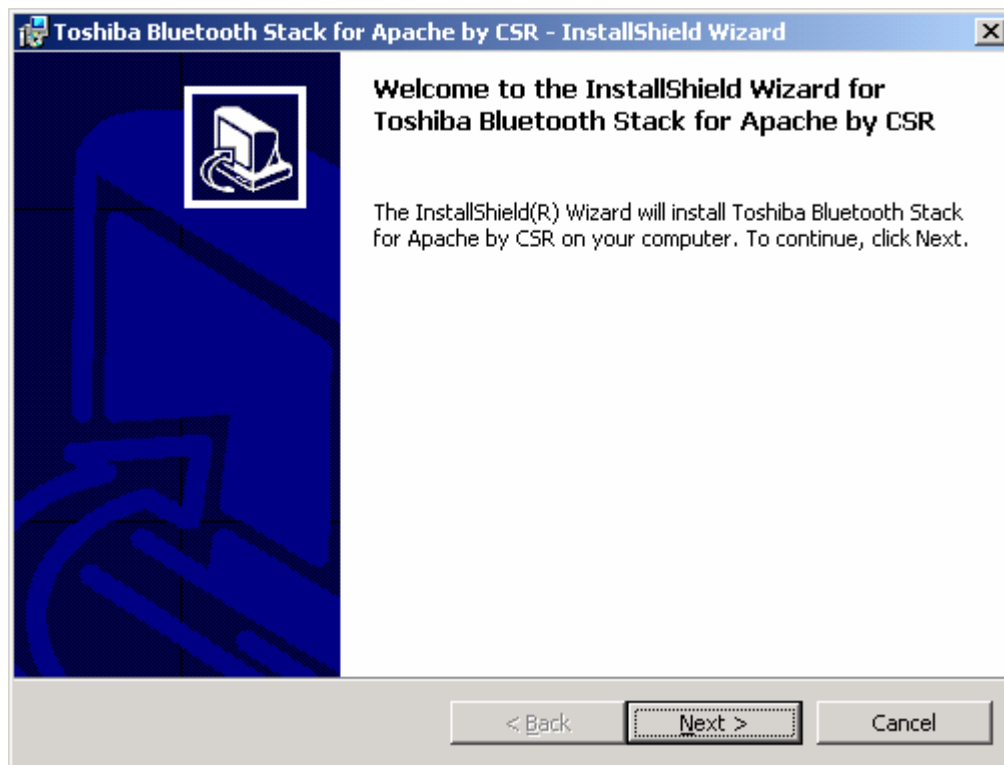 Toshiba Bluetooth Stack for Apache by CSR - InstallShield Wizard
Welcome to the InstallShield Wizard for
Toshiba Bluetooth Stack for Apache by CSR
The InstallShield(R) Wizard will install Toshiba Bluetooth Stack
for Apache by CSR on your computer. To continue, click Next.
< Back Next > Cancel